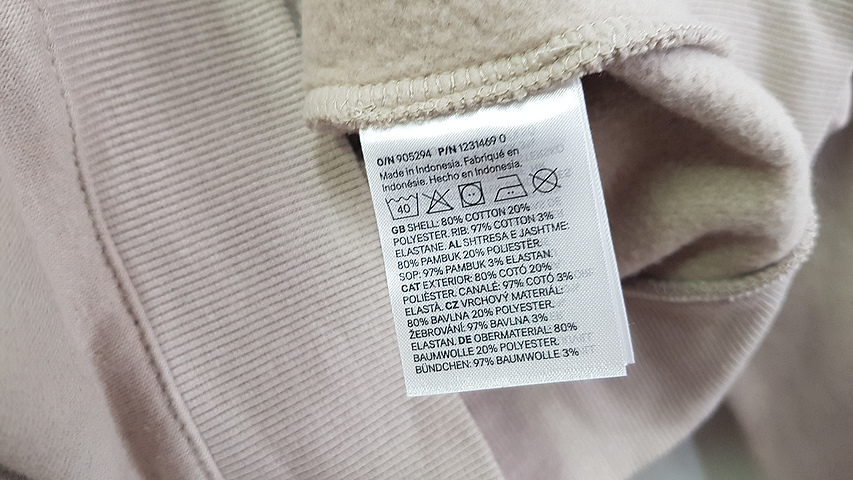 O/N 905294 P/N 1231469 0
Made in Indonesia. Fabriqué en
Indonésie. Hecho en Indonesia.
40
GB SHELL: 80% COTTON 20%
POLYESTER. RIB: 97% COTTON 3%
ELASTANE. AL SHTRESA E JASHTME:
80% PAMBUK 20% POLIESTËR.
SOP: 97% PAMBUK 3% ELASTAN.
CAT EXTERIOR: 80% COTÓ 20%
POLIÈSTER. CANALÉ: 97% COTÓ 3%
ELASTÀ. CZ VRCHOVÝ MATERIÁL:
80% BAVLNA 20% POLYESTER.
ŽEBROVÁNÍ: 97% BAVLNA 3%
ELASTAN. DE OBERMATERIAL: 80%
BAUMWOLLE 20% POLYESTER.
BÜNDCHEN: 97% BAUMWOLLE 3%